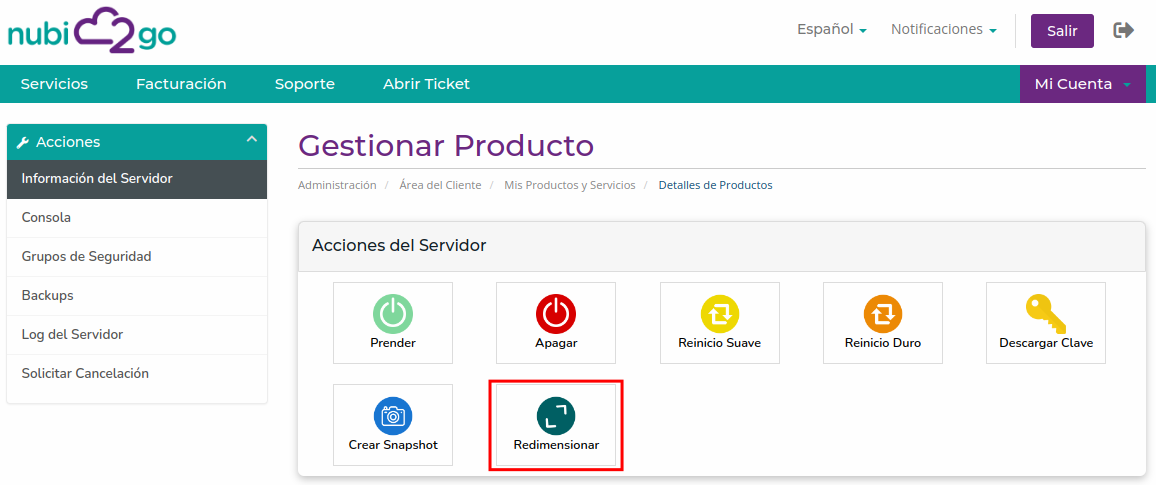 nubi2go
Español
Notificaciones
Salir
Servicios
Facturación
Soporte
Abrir Ticket
Mi Cuenta
Acciones
Información del Servidor
Consola
Grupos de Seguridad
Backups
Log del Servidor
Solicitar Cancelación
Gestionar Producto
Administración / Área del Cliente / Mis Productos y Servicios / Detalles de Productos
Acciones del Servidor
Prender
Apagar
Reinicio Suave
Reinicio Duro
Descargar Clave
Crear Snapshot
Redimensionar